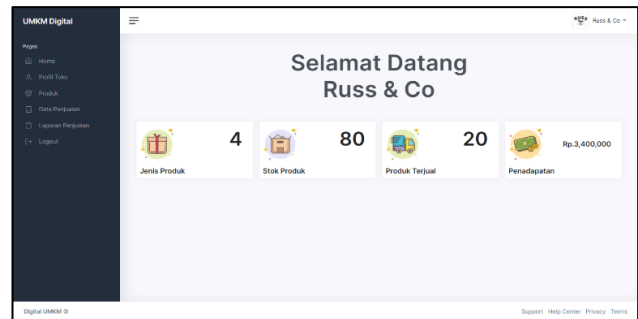 UMKM Digital
Russ & Co
Pages
Home
Profil Toko
Produk
Data Penjualan
Laporan Penjualan
Logout
Selamat Datang
Russ & Co
4
Jenis Produk
80
Stok Produk
20
Produk Terjual
Rp.3,400,000
Penadapatan
Digital UMKM ©
Support Help Center Privacy Terms